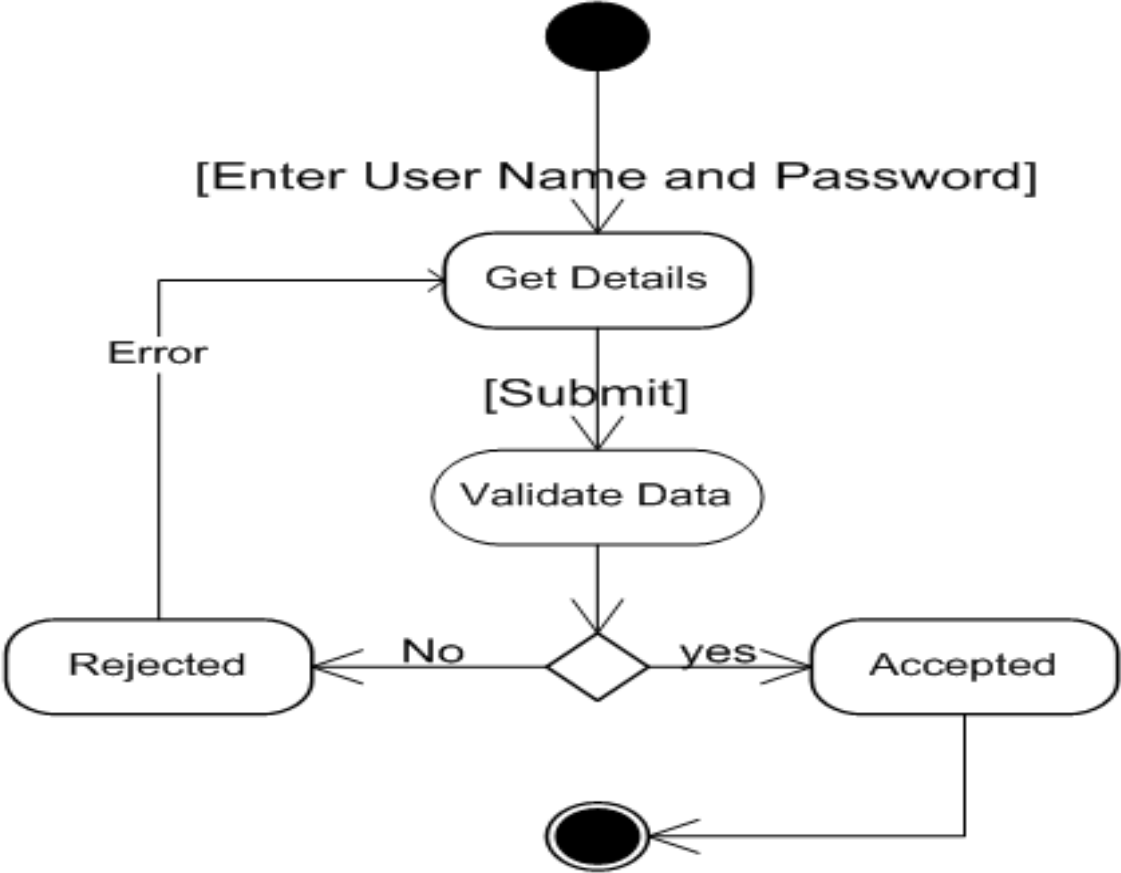 [Enter User Name and Password]
Get Details
Error
[Submit]
Validate Data
No
yes
Rejected
Accepted